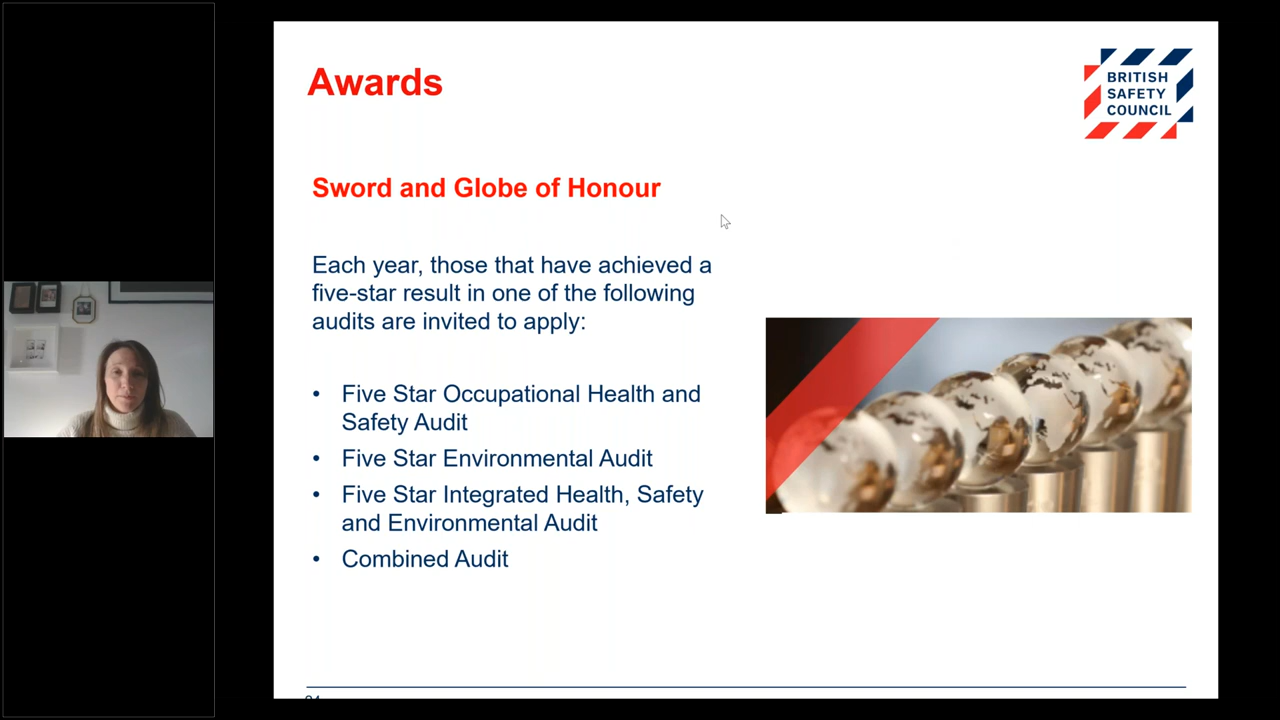 Awards
BRITISH
SAFETY
COUNCIL
Sword and Globe of Honour
Each year, those that have achieved a
five-star result in one of the following
audits are invited to apply:
• Five Star Occupational Health and
Safety Audit
• Five Star Environmental Audit
• Five Star Integrated Health, Safety
and Environmental Audit
• Combined Audit